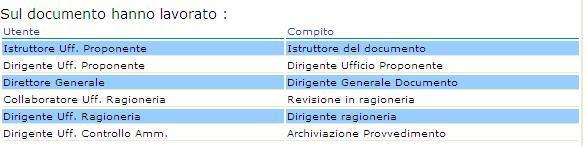 Sul documento hanno lavorato :
Utente Compito
Istruttore Uff. Proponente Istruttore del documento
Dirigente Uff. Proponente Dirigente Ufficio Proponente
Direttore Generale Dirigente Generale Documento
Collaboratore Uff. Ragioneria Revisione in ragioneria
Dirigente Uff. Ragioneria Dirigente ragioneria
Dirigente Uff. Controllo Amm. Archiviazione Provvedimento